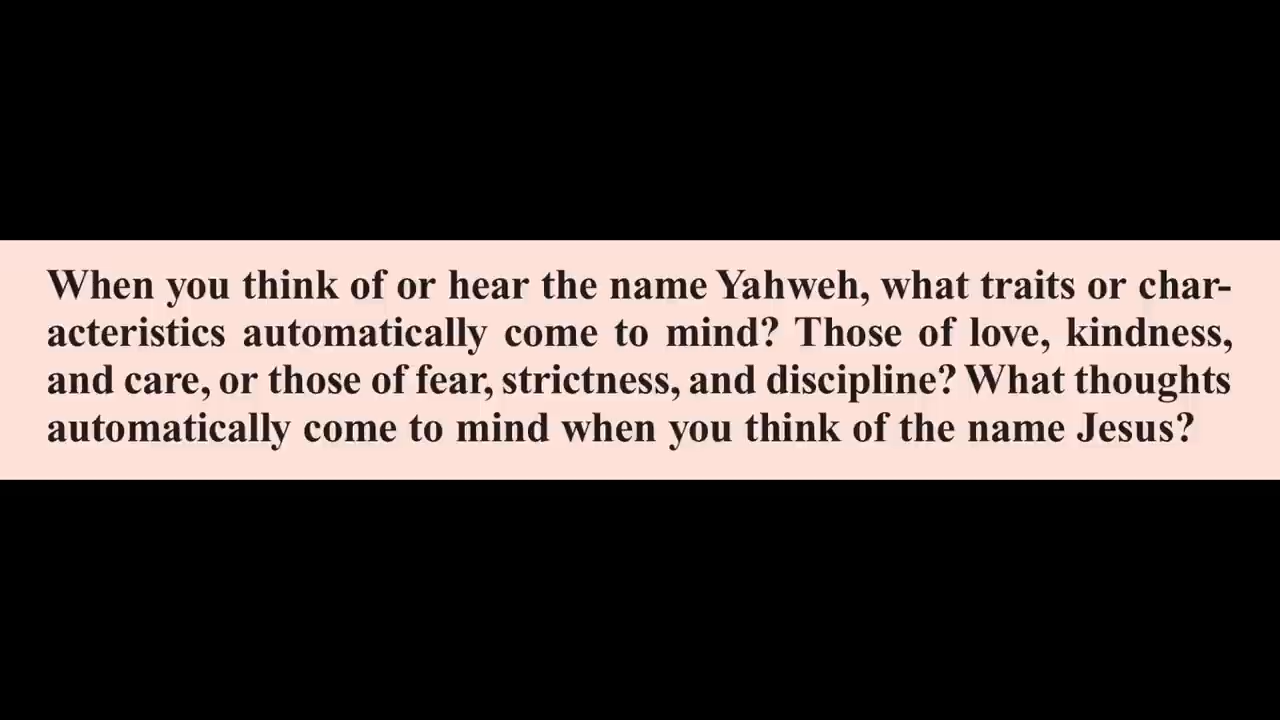 When you think of or hear the name Yahweh, what traits or char-
acteristics automatically come to mind? Those of love, kindness,
and care, or those of fear, strictness, and discipline? What thoughts
automatically come to mind when you think of the name Jesus?